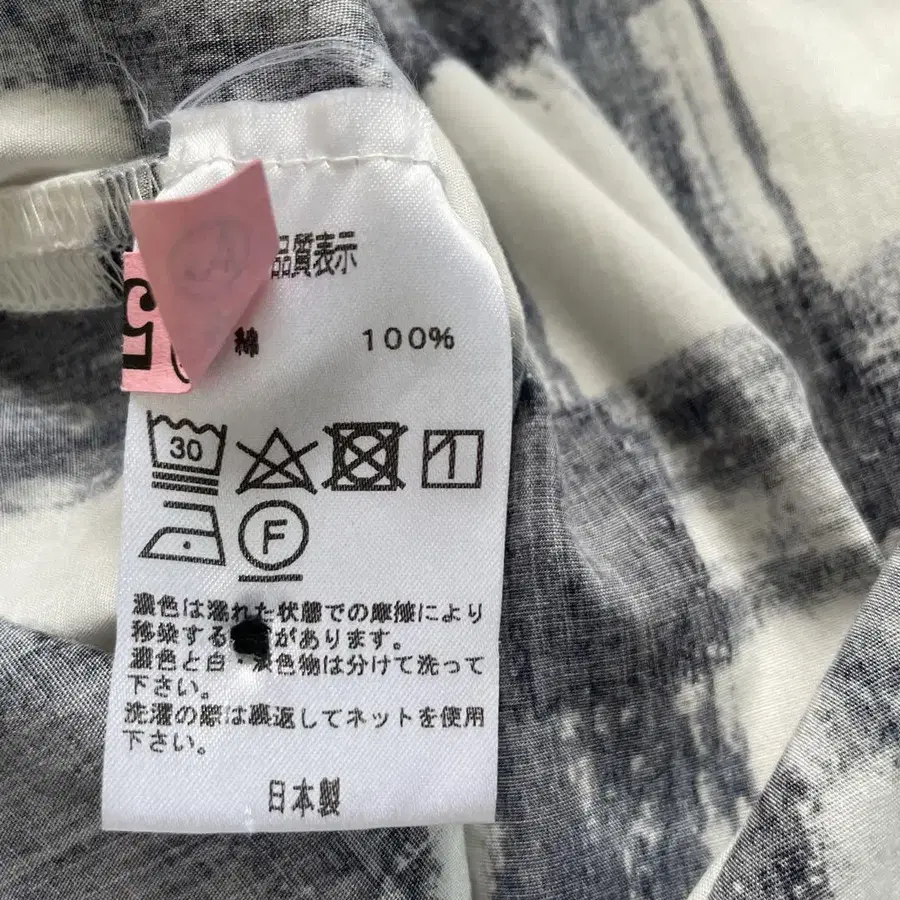 品質表示
5
綿 100%
30
F
濃色は濡れた状態での摩擦により
移染する があります。
濃色と白・淡色物は分けて洗って
下さい。
洗濯の際は裏返してネットを使用
下さい。
日本製